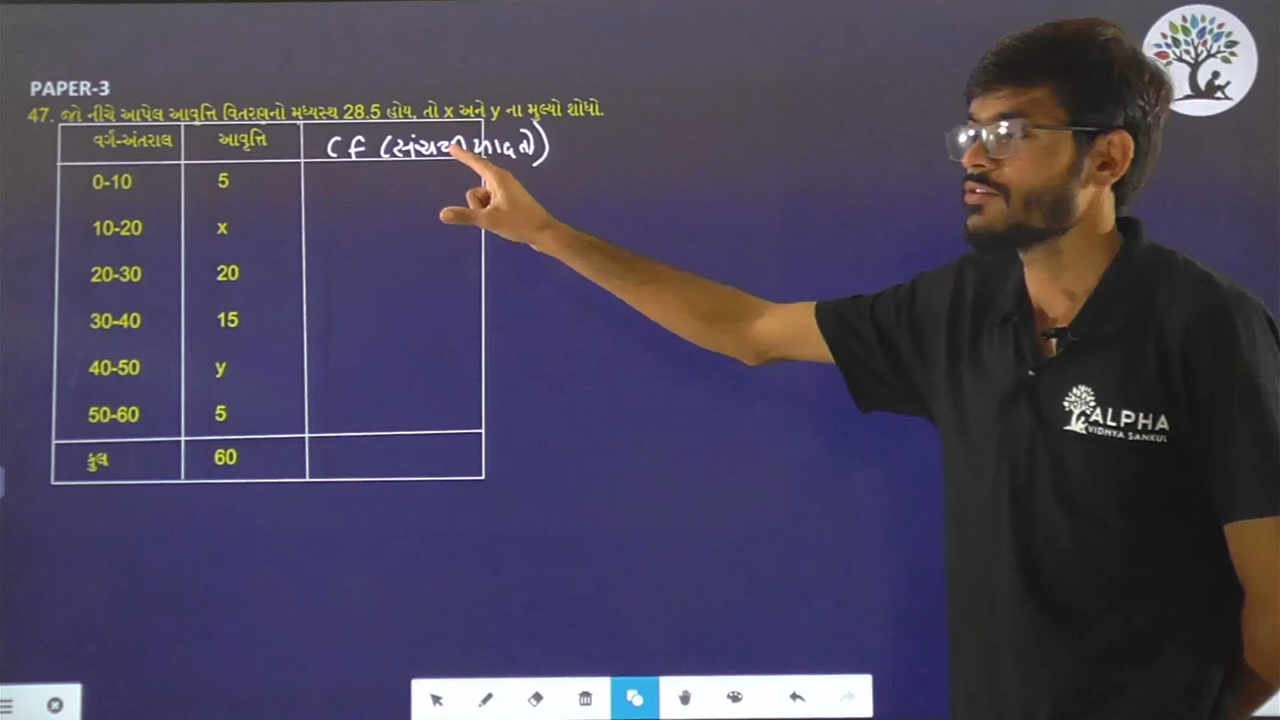 PAPER-3
47. જો નીચે આપેલ આવૃત્તિ વિતરણનો મધ્યસ્થ 28.5 હોય, તો x અને y ના મુલ્યો શોધો.
વર્ગ-અંતરાલ આવૃત્તિ cf
0-10 5
10-20 x
20-30 20
30-40 15
40-50 y
50-60 5
કુલ 60
ALPHA
VIDHYA SANKUL